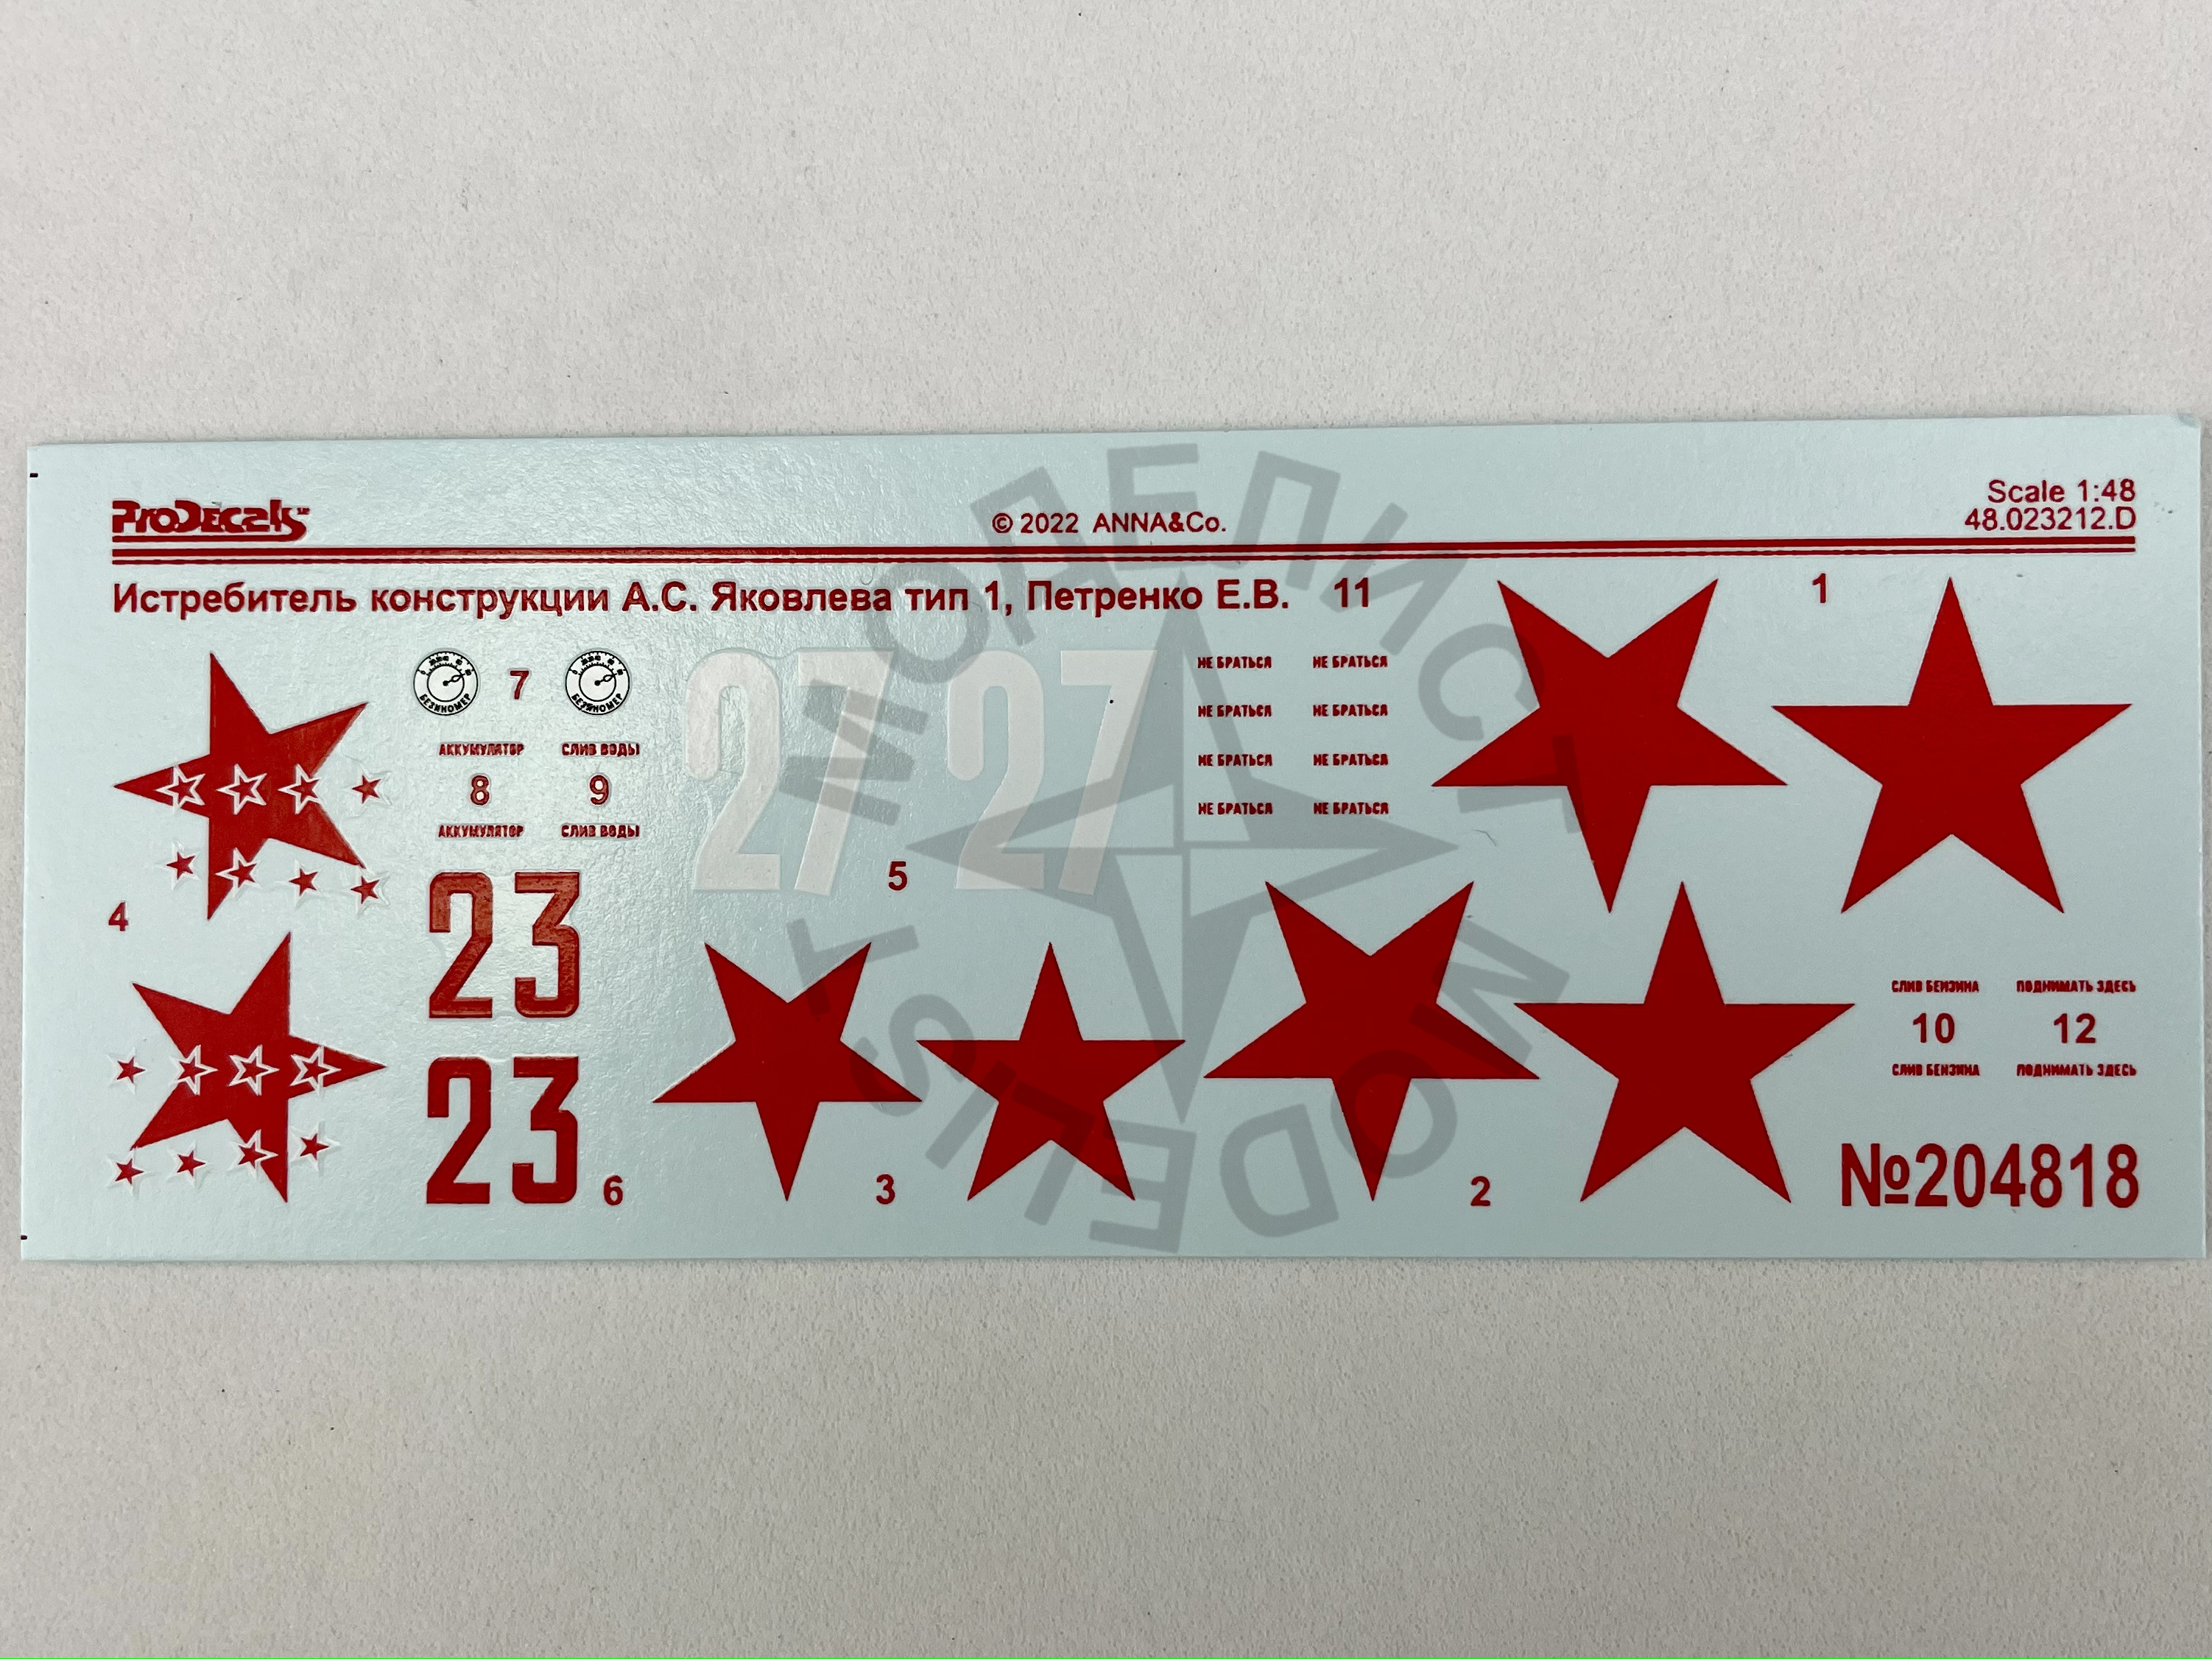 ProDecals
© 2022 ANNA&Co.
Scale 1:48
48.023212.D
Истребитель конструкции А.С. Яковлева тип 1, Петренко Е.В.
11
1
БЕЗИНОМЕР
7
БЕЗИНОМЕР
АККУМУЛЯТОР СЛИВ ВОДЫ
8 9
АККУМУЛЯТОР СЛИВ ВОДЫ
27 27
5
НЕ БРАТЬСЯ НЕ БРАТЬСЯ
НЕ БРАТЬСЯ НЕ БРАТЬСЯ
НЕ БРАТЬСЯ НЕ БРАТЬСЯ
НЕ БРАТЬСЯ НЕ БРАТЬСЯ
4
23
23
6
3
2
СЛИВ БЕНЗИНА ПОДНИМАТЬ ЗДЕСЬ
10 12
СЛИВ БЕНЗИНА ПОДНИМАТЬ ЗДЕСЬ
№204818
МОДЕЛИСТ
MODELIST